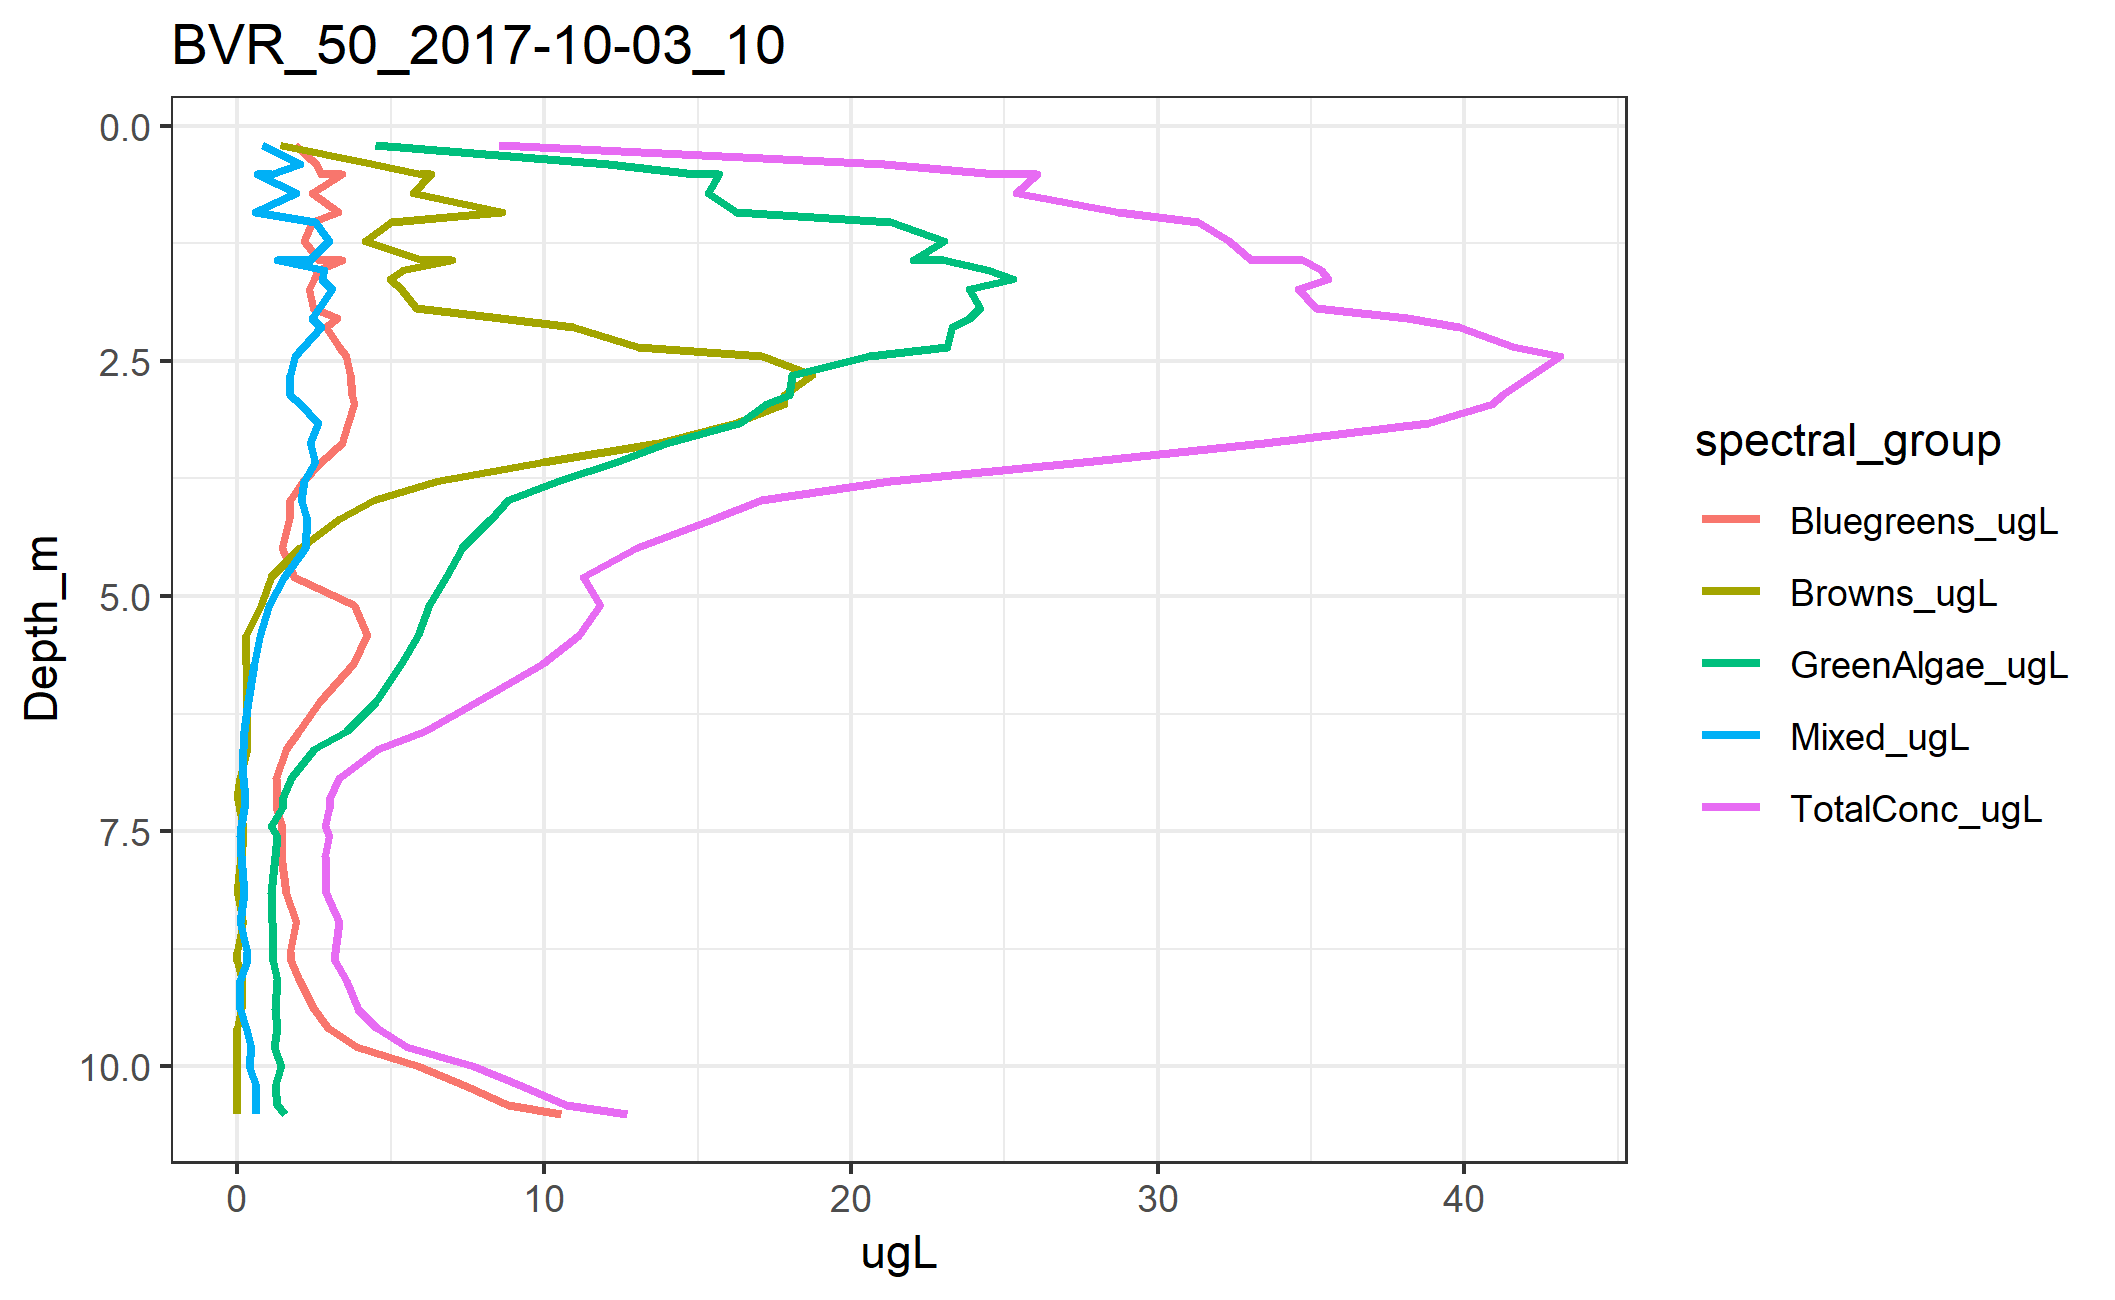 BVR_50_2017-10-03_10
0.0
2.5
5.0
7.5
10.0
Depth_m
0 10 20 30 40
ugL
spectral_group
Bluegreens_ugL
Browns_ugL
GreenAlgae_ugL
Mixed_ugL
TotalConc_ugL